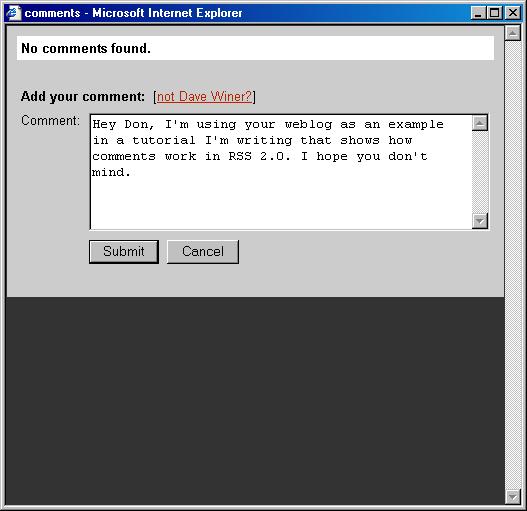 comments - Microsoft Internet Explorer
No comments found.
Add your comment: [not Dave Winer?]
Comment:
Hey Don, I'm using your weblog as an example
in a tutorial I'm writing that shows how
comments work in RSS 2.0. I hope you don't
mind.
Submit Cancel